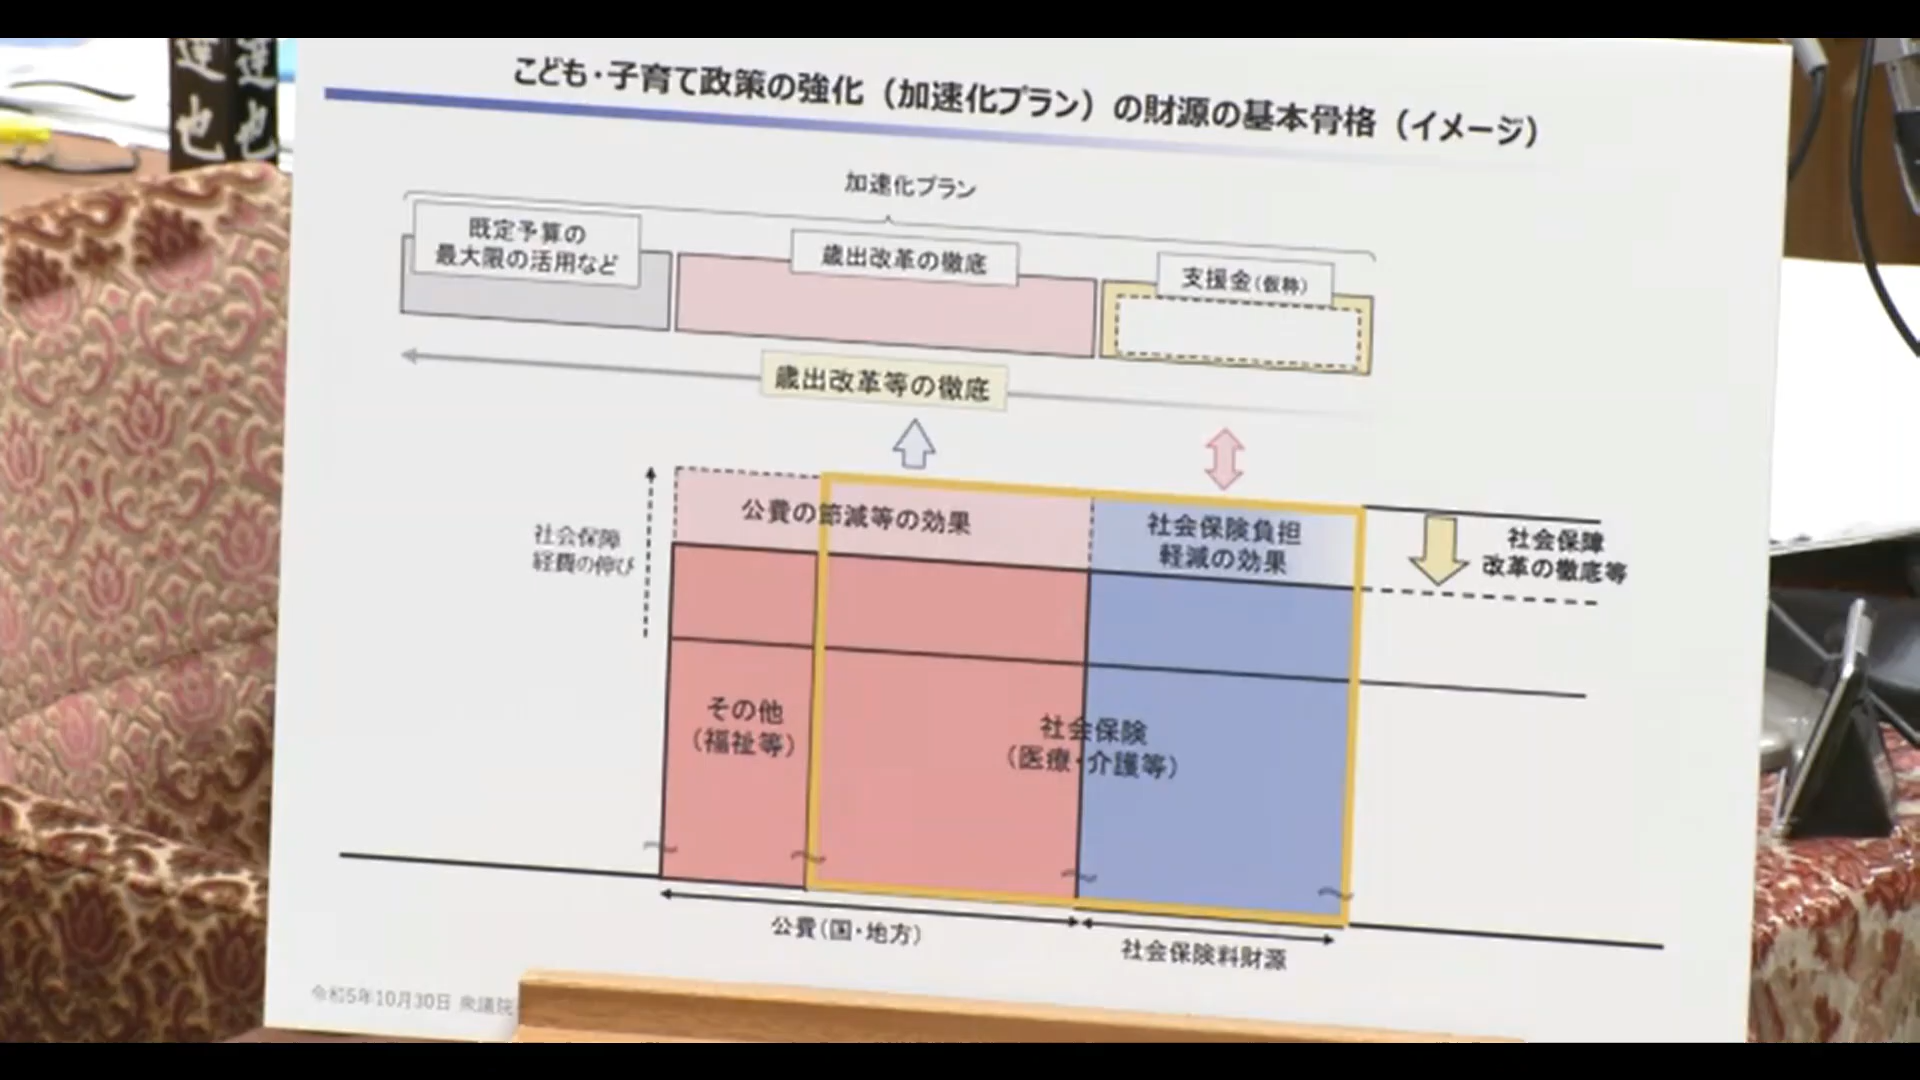 達 達
也 也
こども・子育て政策の強化（加速化プラン）の財源の基本骨格（イメージ）
加速化プラン
既定予算の
最大限の活用など
歳出改革の徹底
支援金（仮称）
歳出改革等の徹底
社会保障
経費の伸び
公費の節減等の効果
社会保険負担
軽減の効果
社会保障
改革の徹底等
その他
（福祉等）
社会保険
（医療・介護等）
公費（国・地方）
社会保険料財源
令和5年10月30日 衆議院